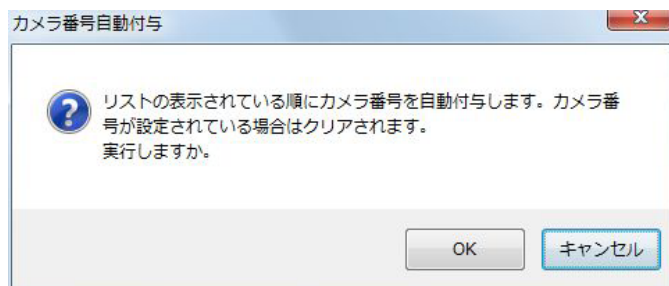 カメラ番号自動付与
リストの表示されている順にカメラ番号を自動付与します。カメラ番
号が設定されている場合はクリアされます。
実行しますか。
OK
キャンセル